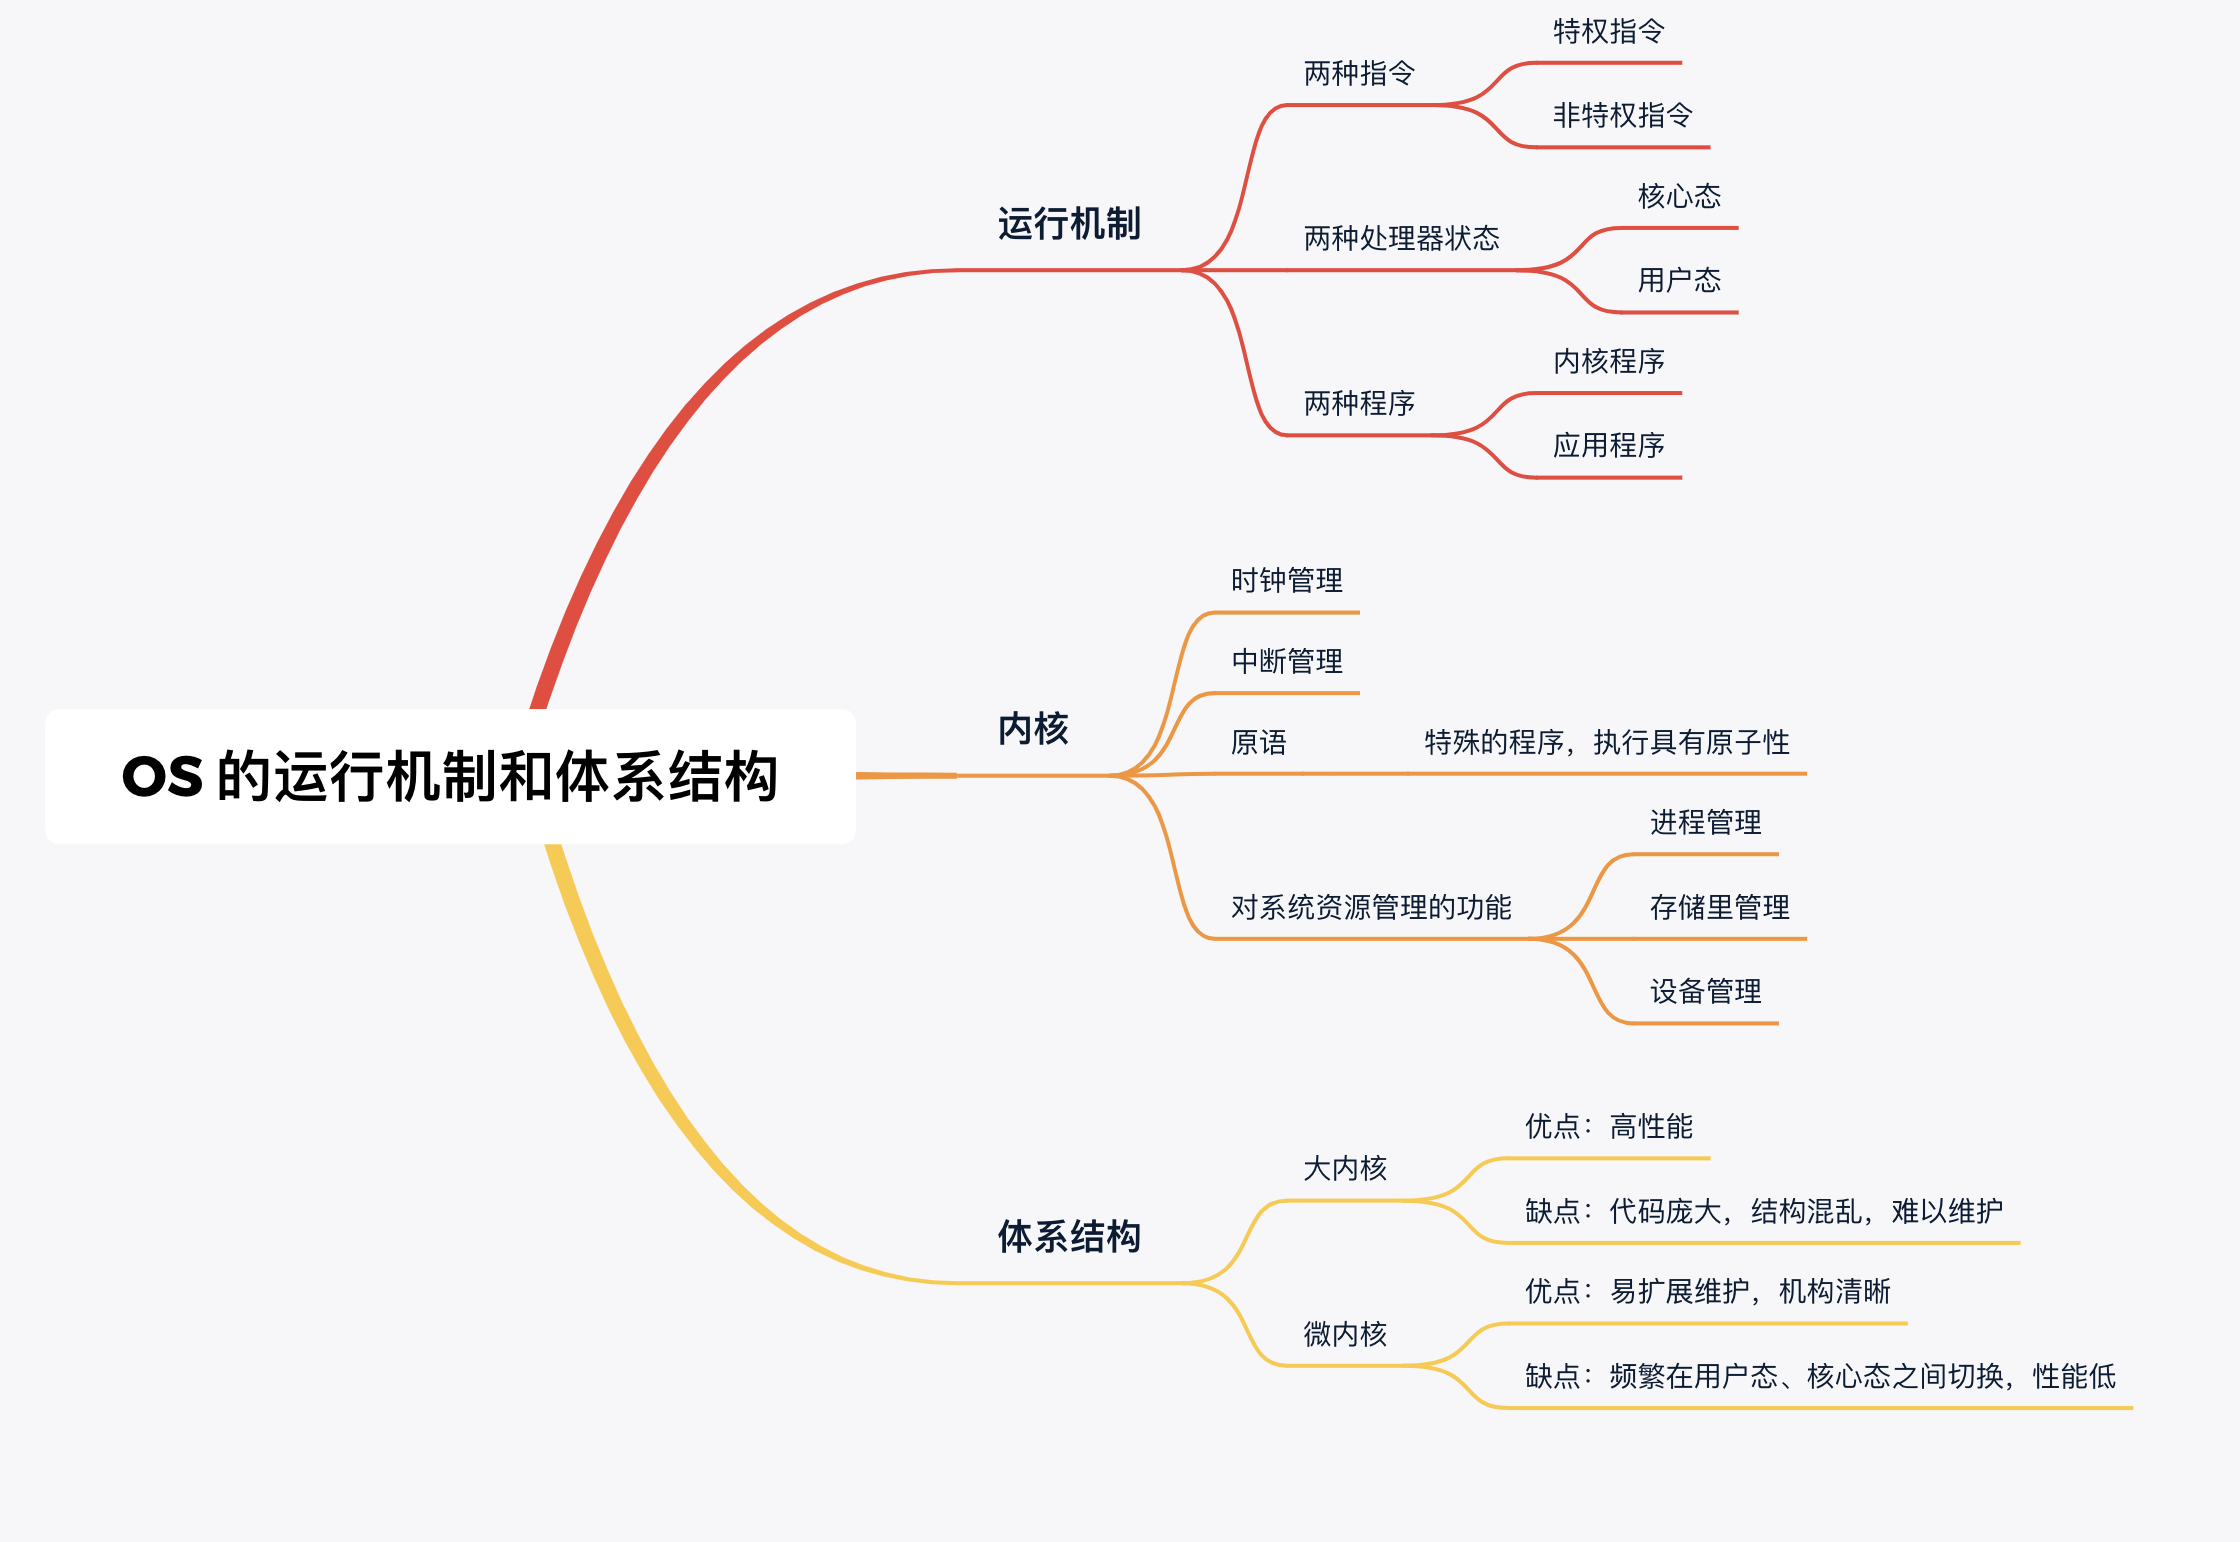 OS 的运行机制和体系结构
运行机制
两种指令
特权指令
非特权指令
两种处理器状态
核心态
用户态
两种程序
内核程序
应用程序
内核
时钟管理
中断管理
原语
特殊的程序，执行具有原子性
对系统资源管理的功能
进程管理
存储里管理
设备管理
体系结构
大内核
优点：高性能
缺点：代码庞大，结构混乱，难以维护
微内核
优点：易扩展维护，机构清晰
缺点：频繁在用户态、核心态之间切换，性能低